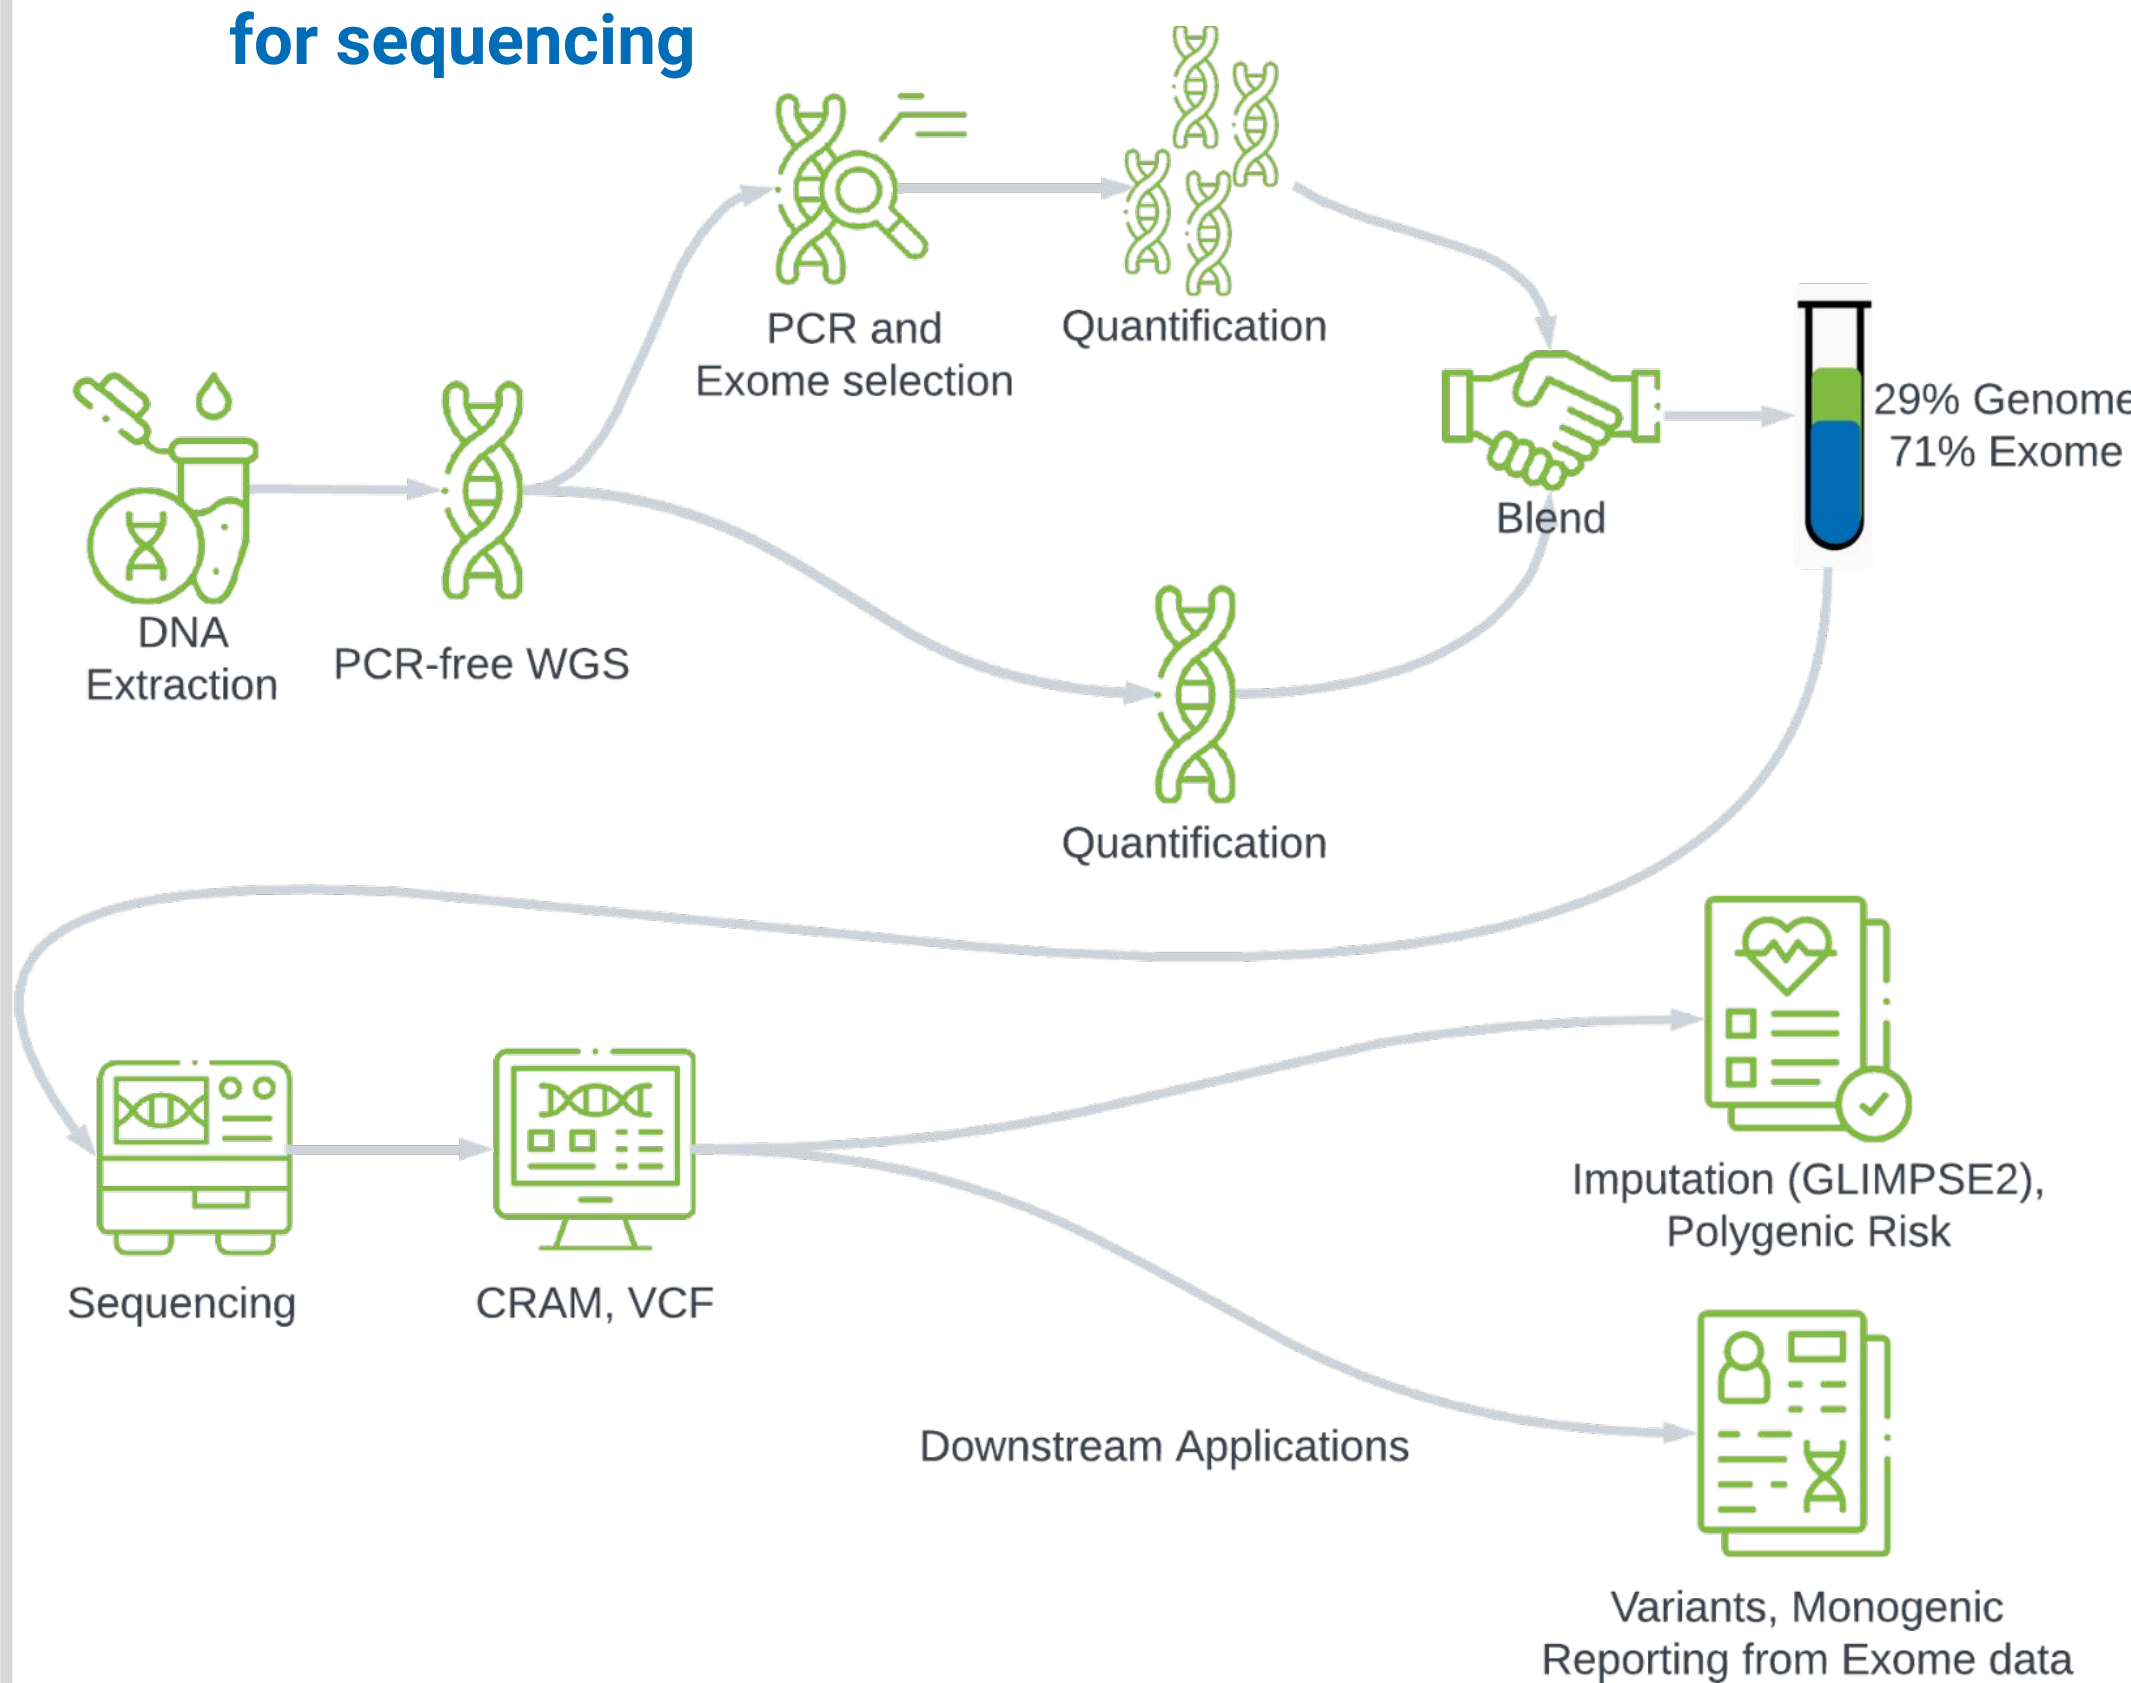 for sequencing
PCR and
Exome selection
Quantification
29% Genome
71% Exome
Blend
DNA
Extraction
PCR-free WGS
Quantification
Imputation (GLIMPSE2),
Polygenic Risk
Sequencing
CRAM, VCF
Downstream Applications
Variants, Monogenic
Reporting from Exome data